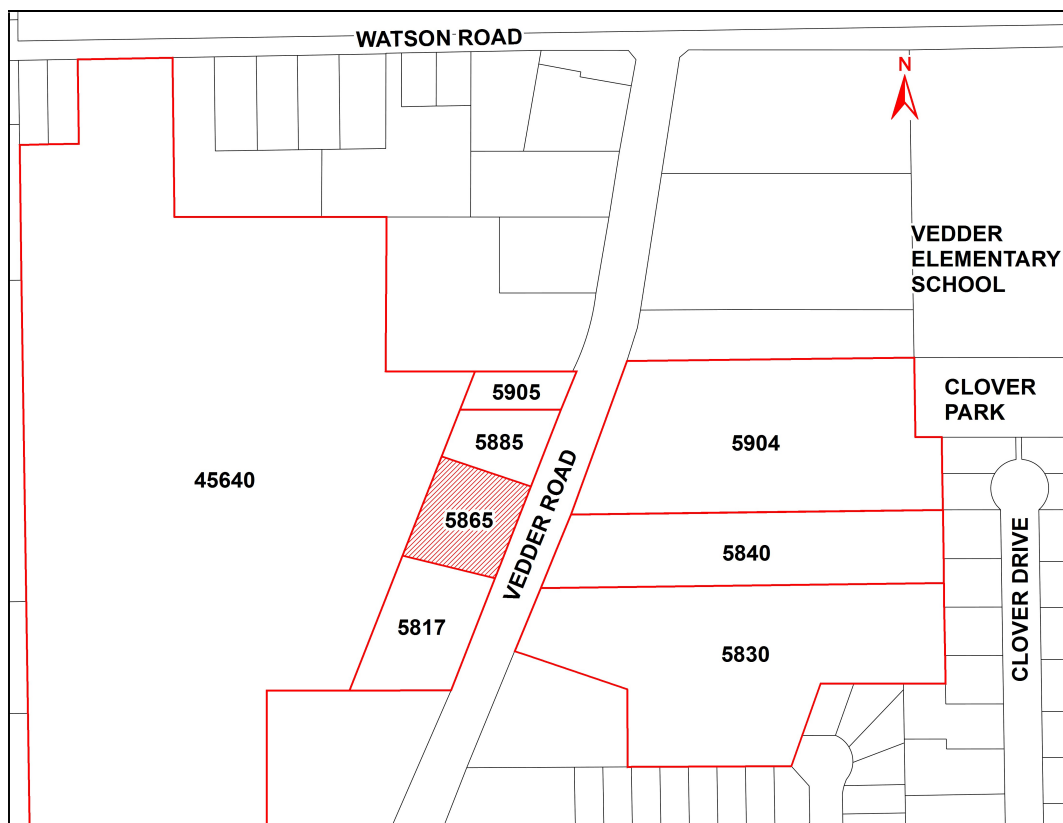 WATSON ROAD
N
VEDDER
ELEMENTARY
SCHOOL
CLOVER
PARK
5905
5885
5904
45640
5865
VEDDER ROAD
5840
CLOVER DRIVE
5817
5830